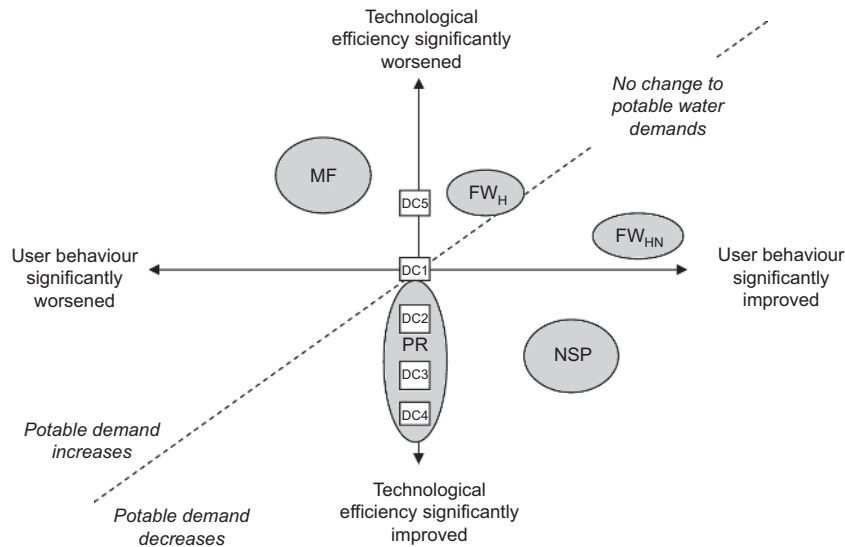 Technological
efficiency significantly
worsened
No change to
potable water
demands
MF
FW_H
DC5
FW_HN
User behaviour
significantly
worsened
DC1
User behaviour
significantly
improved
DC2
PR
NSP
DC3
DC4
Potable demand
increases
Technological
efficiency significantly
improved
Potable demand
decreases